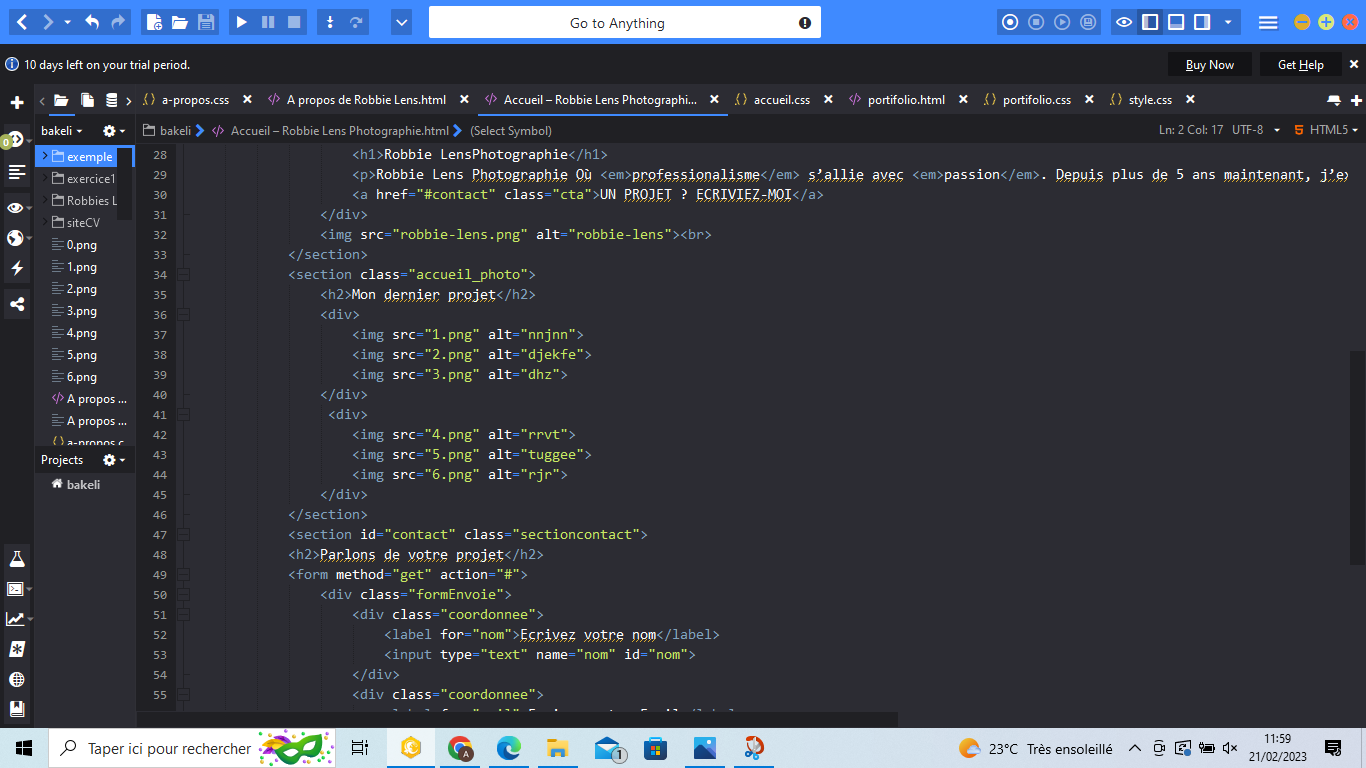 Go to Anything
10 days left on your trial period.
Buy Now
Get Help
a-propos.css
A propos de Robbie Lens.html
Accueil – Robbie Lens Photographi...
accueil.css
portifolio.html
portifolio.css
style.css
bakeli
bakeli
Accueil – Robbie Lens Photographie.html
(Select Symbol)
Ln: 2 Col: 17
UTF-8
HTML5
0
exemple
exercice1
Robbies L
siteCV
0.png
1.png
2.png
3.png
4.png
5.png
6.png
A propos ...
A propos ...
a-propos.c
Projects
bakeli
28 <h1>Robbie LensPhotographie</h1>
29 <p>Robbie Lens Photographie Où <em>professionalisme</em> s’allie avec <em>passion</em>. Depuis plus de 5 ans maintenant, j’ex
30 <a href="#contact" class="cta">UN PROJET ? ECRIVIEZ-MOI</a>
31 </div>
32 <img src="robbie-lens.png" alt="robbie-lens"><br>
33 </section>
34 <section class="accueil_photo">
35 <h2>Mon dernier projet</h2>
36 <div>
37 <img src="1.png" alt="nnjnn">
38 <img src="2.png" alt="djekfe">
39 <img src="3.png" alt="dhz">
40 </div>
41 <div>
42 <img src="4.png" alt="rrvt">
43 <img src="5.png" alt="tuggee">
44 <img src="6.png" alt="rjr">
45 </div>
46 </section>
47 <section id="contact" class="sectioncontact">
48 <h2>Parlons de votre projet</h2>
49 <form method="get" action="#">
50 <div class="formEnvoie">
51 <div class="coordonnee">
52 <label for="nom">Ecrivez votre nom</label>
53 <input type="text" name="nom" id="nom">
54 </div>
55 <div class="coordonnee">
Taper ici pour rechercher
A
1
23°C Très ensoleillé
11:59
21/02/2023